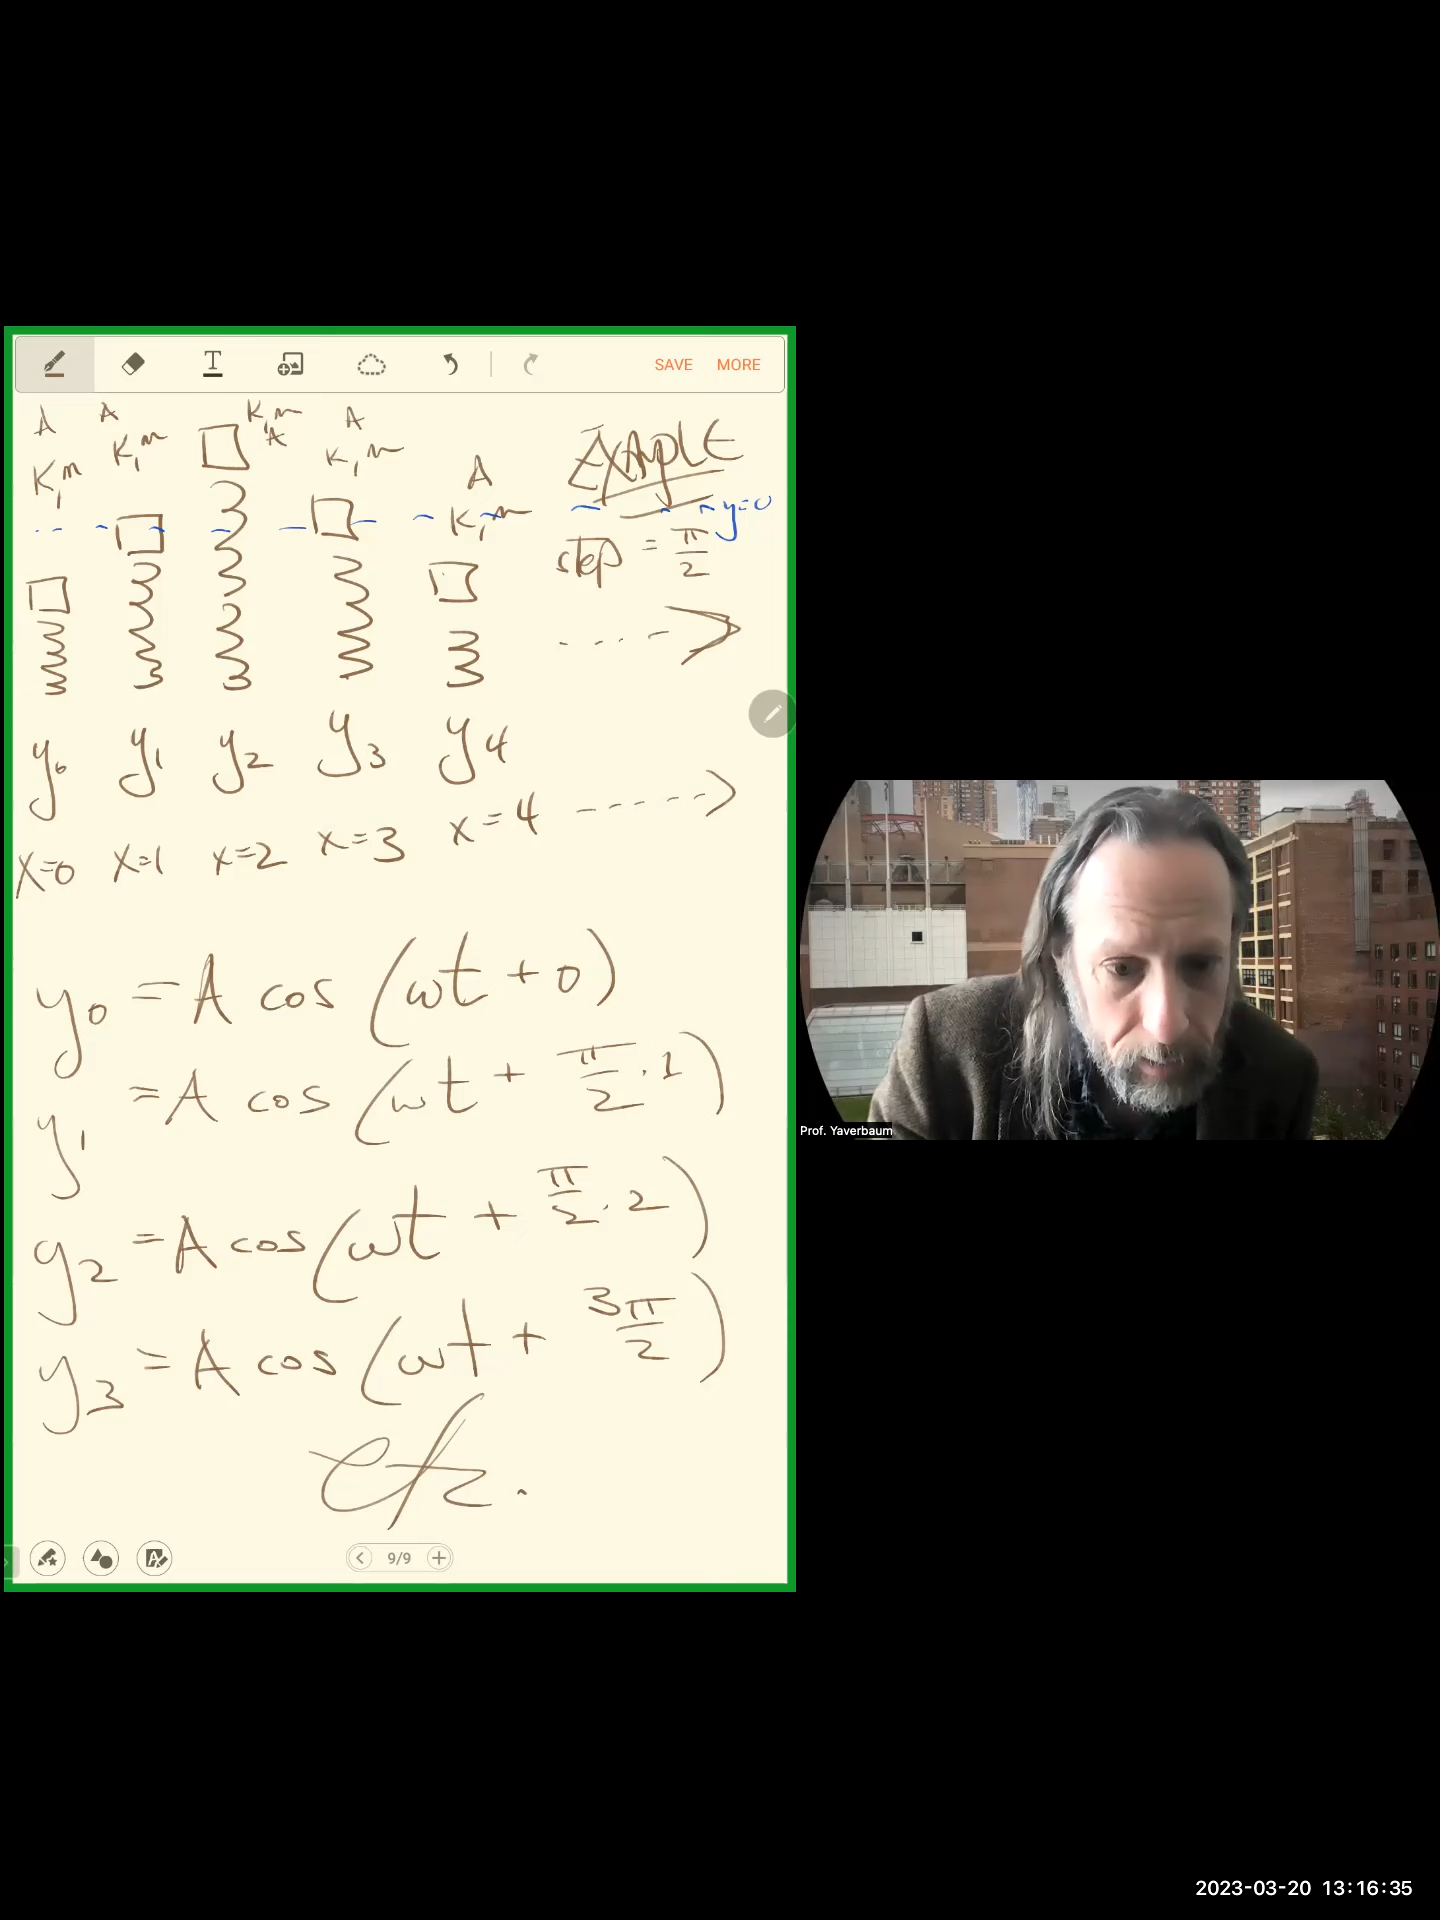 SAVE MORE
A A K,m A A
K,m K,m K,m A
K,m
EXAPLE
y=0
step = π/2
y0 y1 y2 y3 y4
x=0 x=1 x=2 x=3 x=4 ----->
y0 = A cos (ωt + 0)
y1 = A cos (ωt + π/2 · 1)
y2 = A cos (ωt + π/2 · 2)
y3 = A cos (ωt + 3π/2)
etc.
9/9
Prof. Yaverbaum
2023-03-20 13:16:35